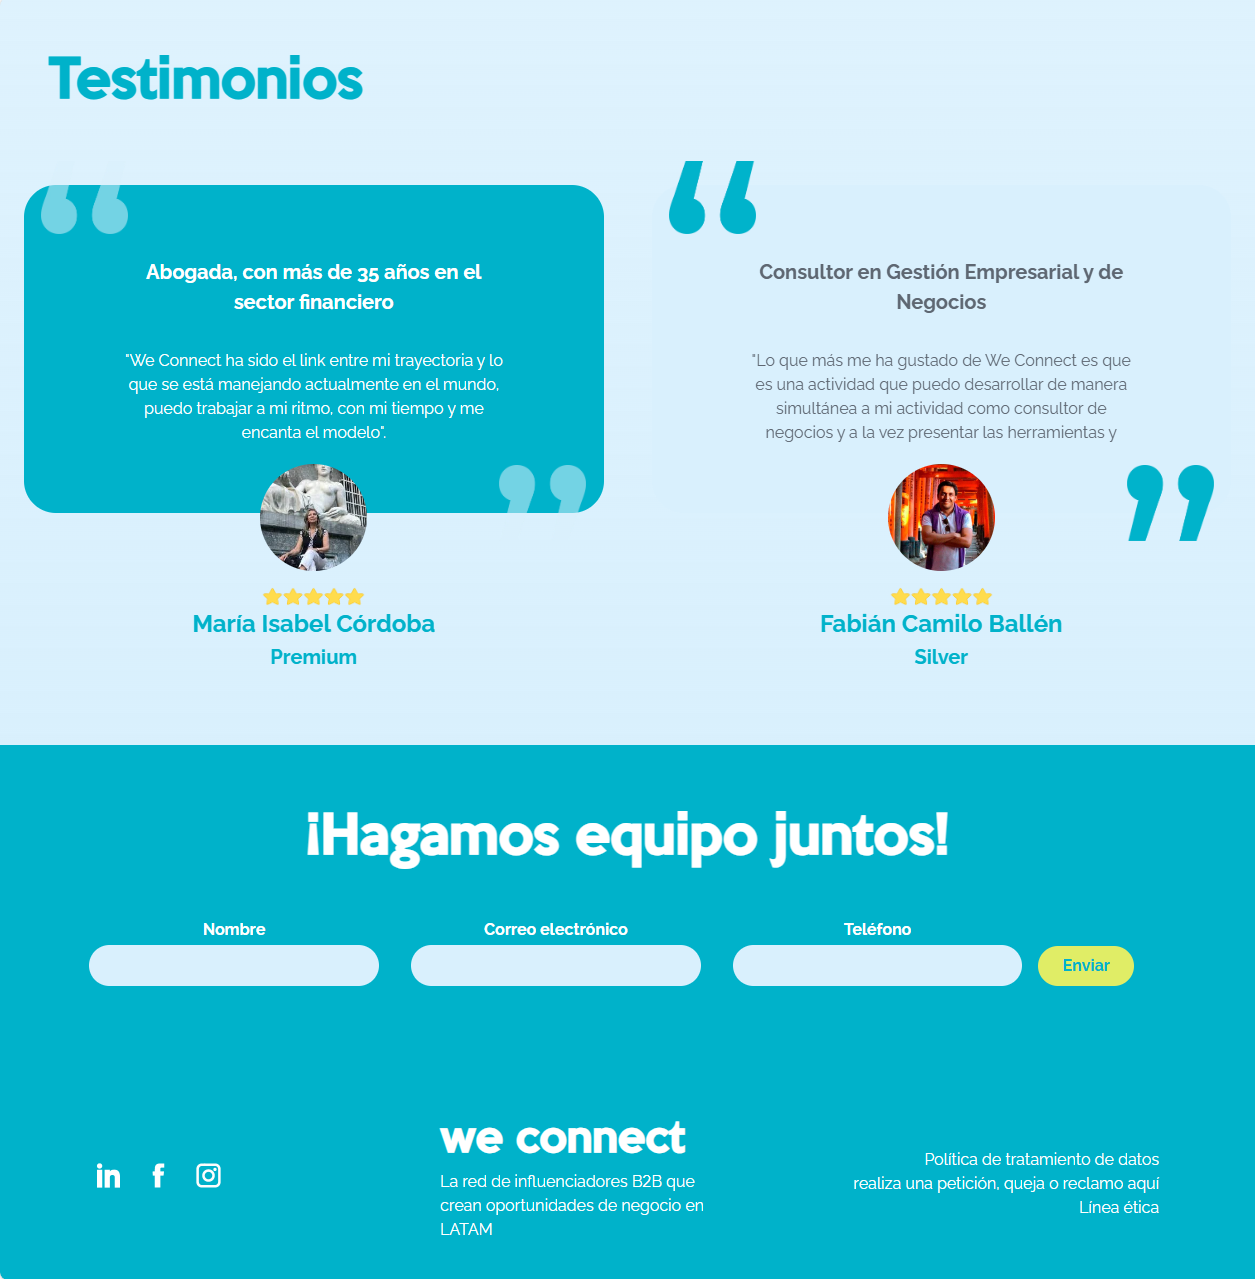 Testimonios
Abogada, con más de 35 años en el
sector financiero
"We Connect ha sido el link entre mi trayectoria y lo
que se está manejando actualmente en el mundo,
puedo trabajar a mi ritmo, con mi tiempo y me
encanta el modelo".
María Isabel Córdoba
Premium
Consultor en Gestión Empresarial y de
Negocios
"Lo que más me ha gustado de We Connect es que
es una actividad que puedo desarrollar de manera
simultánea a mi actividad como consultor de
negocios y a la vez presentar las herramientas y
Fabián Camilo Ballén
Silver
¡Hagamos equipo juntos!
Nombre
Correo electrónico
Teléfono
Enviar
we connect
La red de influenciadores B2B que
crean oportunidades de negocio en
LATAM
Política de tratamiento de datos
realiza una petición, queja o reclamo aquí
Línea ética